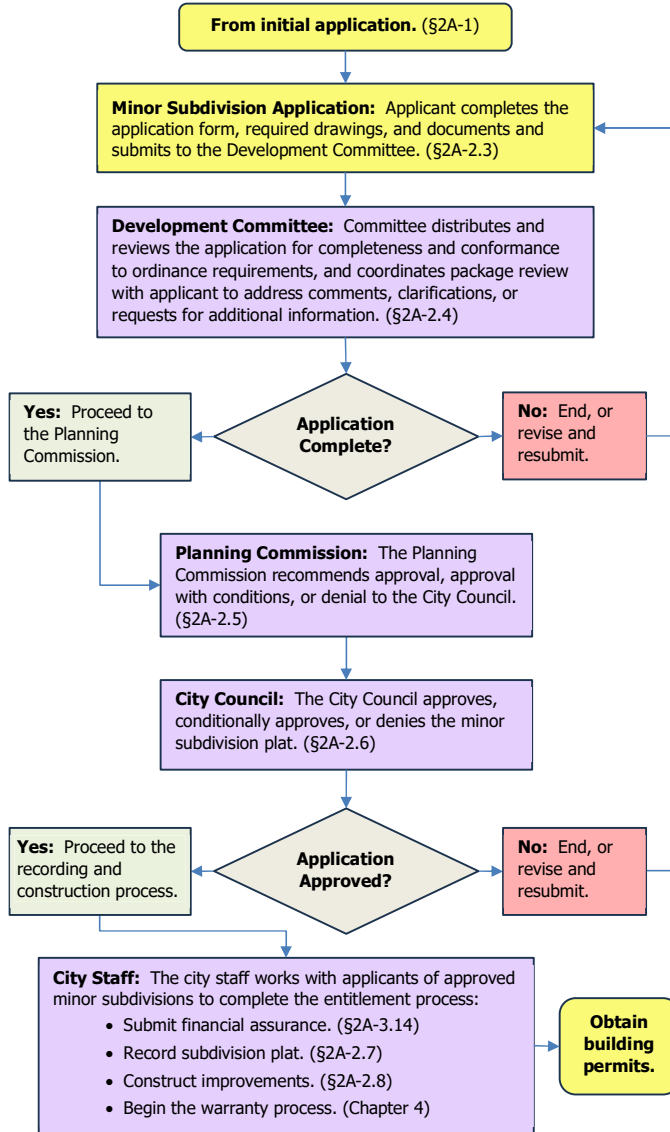 From initial application. (§2A-1)
Minor Subdivision Application: Applicant completes the
application form, required drawings, and documents and
submits to the Development Committee. (§2A-2.3)
Development Committee: Committee distributes and
reviews the application for completeness and conformance
to ordinance requirements, and coordinates package review
with applicant to address comments, clarifications, or
requests for additional information. (§2A-2.4)
Application
Complete?
Yes: Proceed to
the Planning
Commission.
No: End, or
revise and
resubmit.
Planning Commission: The Planning
Commission recommends approval, approval
with conditions, or denial to the City Council.
(§2A-2.5)
City Council: The City Council approves,
conditionally approves, or denies the minor
subdivision plat. (§2A-2.6)
Application
Approved?
Yes: Proceed to the
recording and
construction process.
No: End, or
revise and
resubmit.
City Staff: The city staff works with applicants of approved
minor subdivisions to complete the entitlement process:
• Submit financial assurance. (§2A-3.14)
• Record subdivision plat. (§2A-2.7)
• Construct improvements. (§2A-2.8)
• Begin the warranty process. (Chapter 4)
Obtain
building
permits.